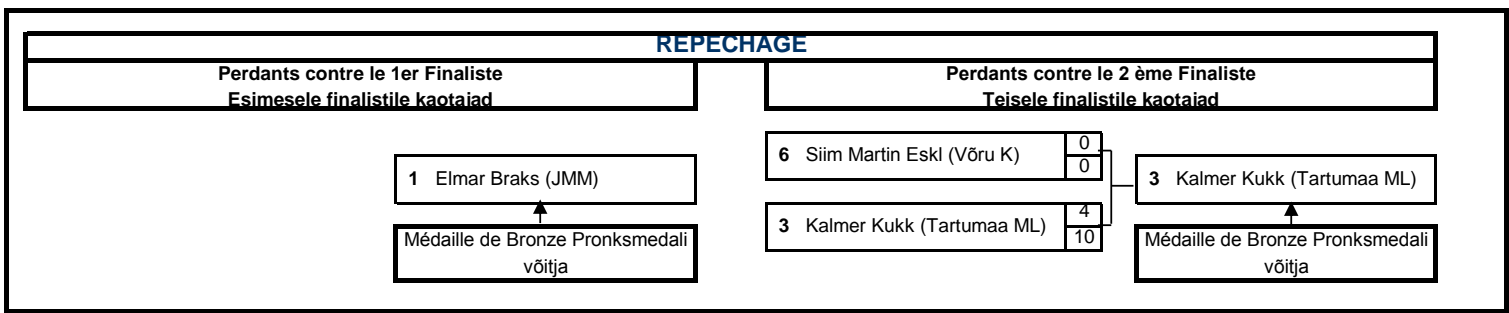 REPECHAGE
Perdants contre le 1er Finaliste
Esimesele finalistile kaotajad
Perdants contre le 2 ème Finaliste
Teisele finalistile kaotajad
6 Siim Martin Eskl (Võru K) 0
0
1 Elmar Braks (JMM)
3 Kalmer Kukk (Tartumaa ML)
3 Kalmer Kukk (Tartumaa ML) 4
10
Médaille de Bronze Pronksmedali
võitja
Médaille de Bronze Pronksmedali
võitja